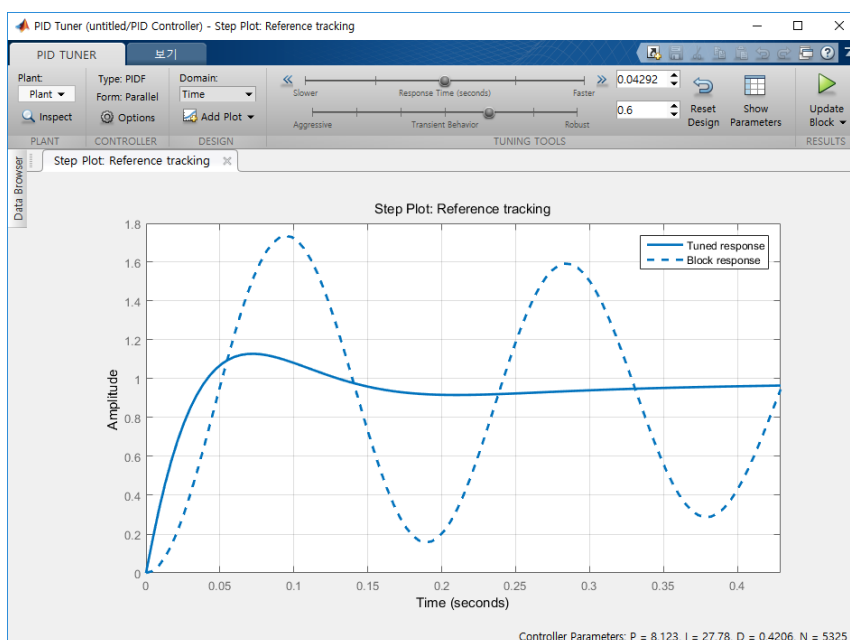 PID Tuner (untitled/PID Controller) - Step Plot: Reference tracking
PID TUNER
보기
Plant:
Plant
Inspect
PLANT
Type: PIDF
Form: Parallel
Options
CONTROLLER
Domain:
Time
Add Plot
DESIGN
Slower
Response Time (seconds)
Faster
0.04292
Aggressive
Transient Behavior
Robust
0.6
Reset
Design
Show
Parameters
TUNING TOOLS
Update
Block
RESULTS
Data Browser
Step Plot: Reference tracking
Step Plot: Reference tracking
Tuned response
Block response
Amplitude
1.8
1.6
1.4
1.2
1
0.8
0.6
0.4
0.2
0
0 0.05 0.1 0.15 0.2 0.25 0.3 0.35 0.4
Time (seconds)
Controller Parameters: P = 8.123, I = 27.78, D = 0.4206, N = 5325